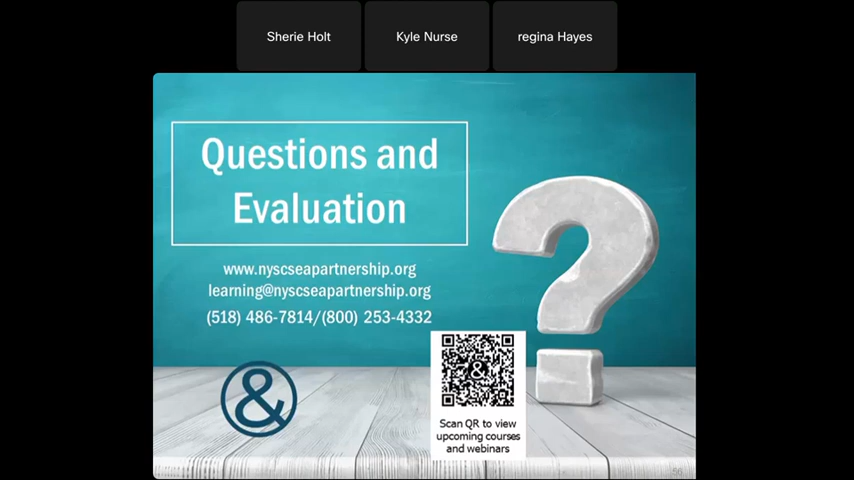 Sherie Holt
Kyle Nurse
regina Hayes
Questions and
Evaluation
www.nyscseapartnership.org
learning@nyscseapartnership.org
(518) 486-7814/(800) 253-4332
&
&
Scan QR to view
upcoming courses
and webinars
56